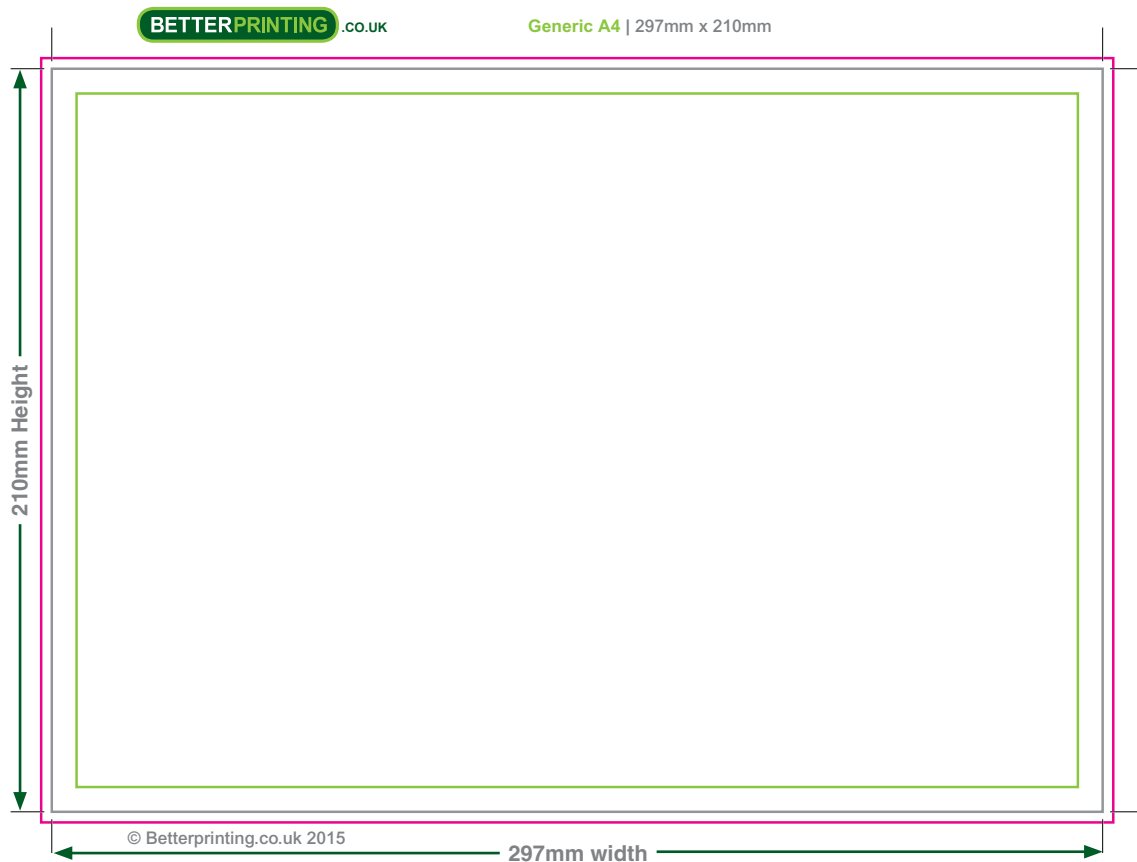 BETTERPRINTING.CO.UK
Generic A4 | 297mm x 210mm
210mm Height
© Betterprinting.co.uk 2015
297mm width